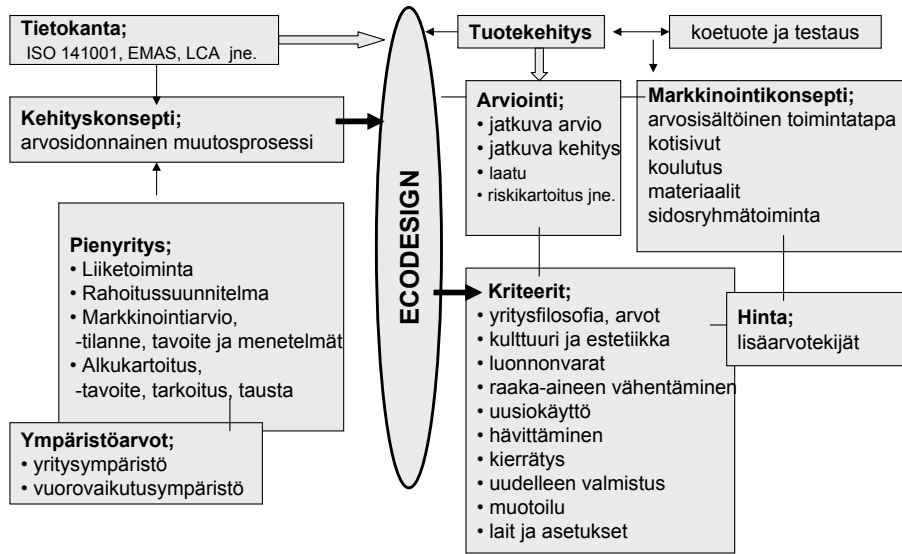 Tietokanta;
ISO 141001, EMAS, LCA jne.
Kehityskonsepti;
arvosidonnainen muutosprosessi
Pienyritys;
• Liiketoiminta
• Rahoitussuunnitelma
• Markkinointiarvio,
-tilanne, tavoite ja menetelmät
• Alkukartoitus,
-tavoite, tarkoitus, tausta
Ympäristöarvot;
• yritysympäristö
• vuorovaikutusympäristö
ECODESIGN
Tuotekehitys
koetuote ja testaus
Arviointi;
• jatkuva arvio
• jatkuva kehitys
• laatu
• riskikartoitus jne.
Markkinointikonsepti;
arvosisältöinen toimintatapa
kotisivut
koulutus
materiaalit
sidosryhmätoiminta
Kriteerit;
• yritysfilosofia, arvot
• kulttuuri ja estetiikka
• luonnonvarat
• raaka-aineen vähentäminen
• uusiokäyttö
• hävittäminen
• kierrätys
• uudelleen valmistus
• muotoilu
• lait ja asetukset
Hinta;
lisäarvotekijät